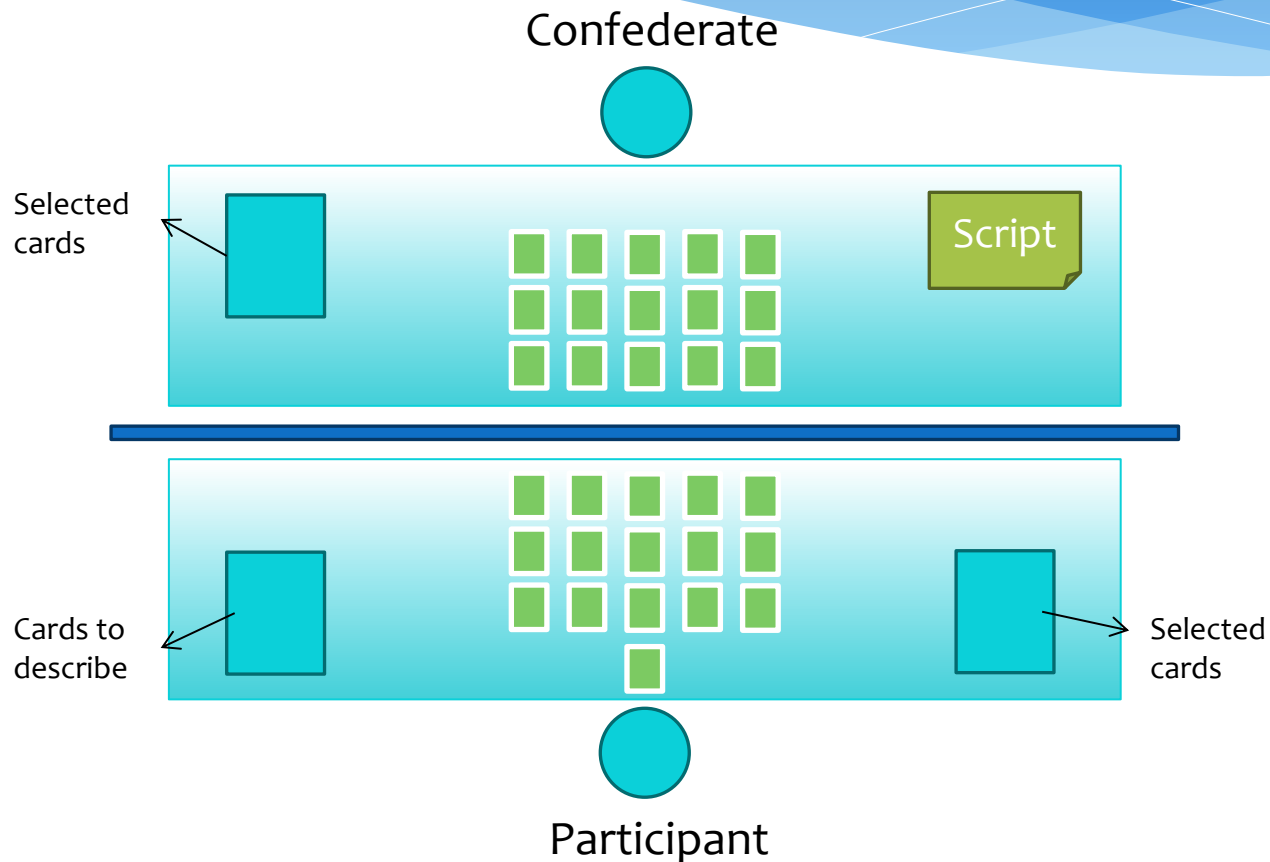 Confederate
Selected
cards
Script
Cards to
describe
Selected
cards
Participant